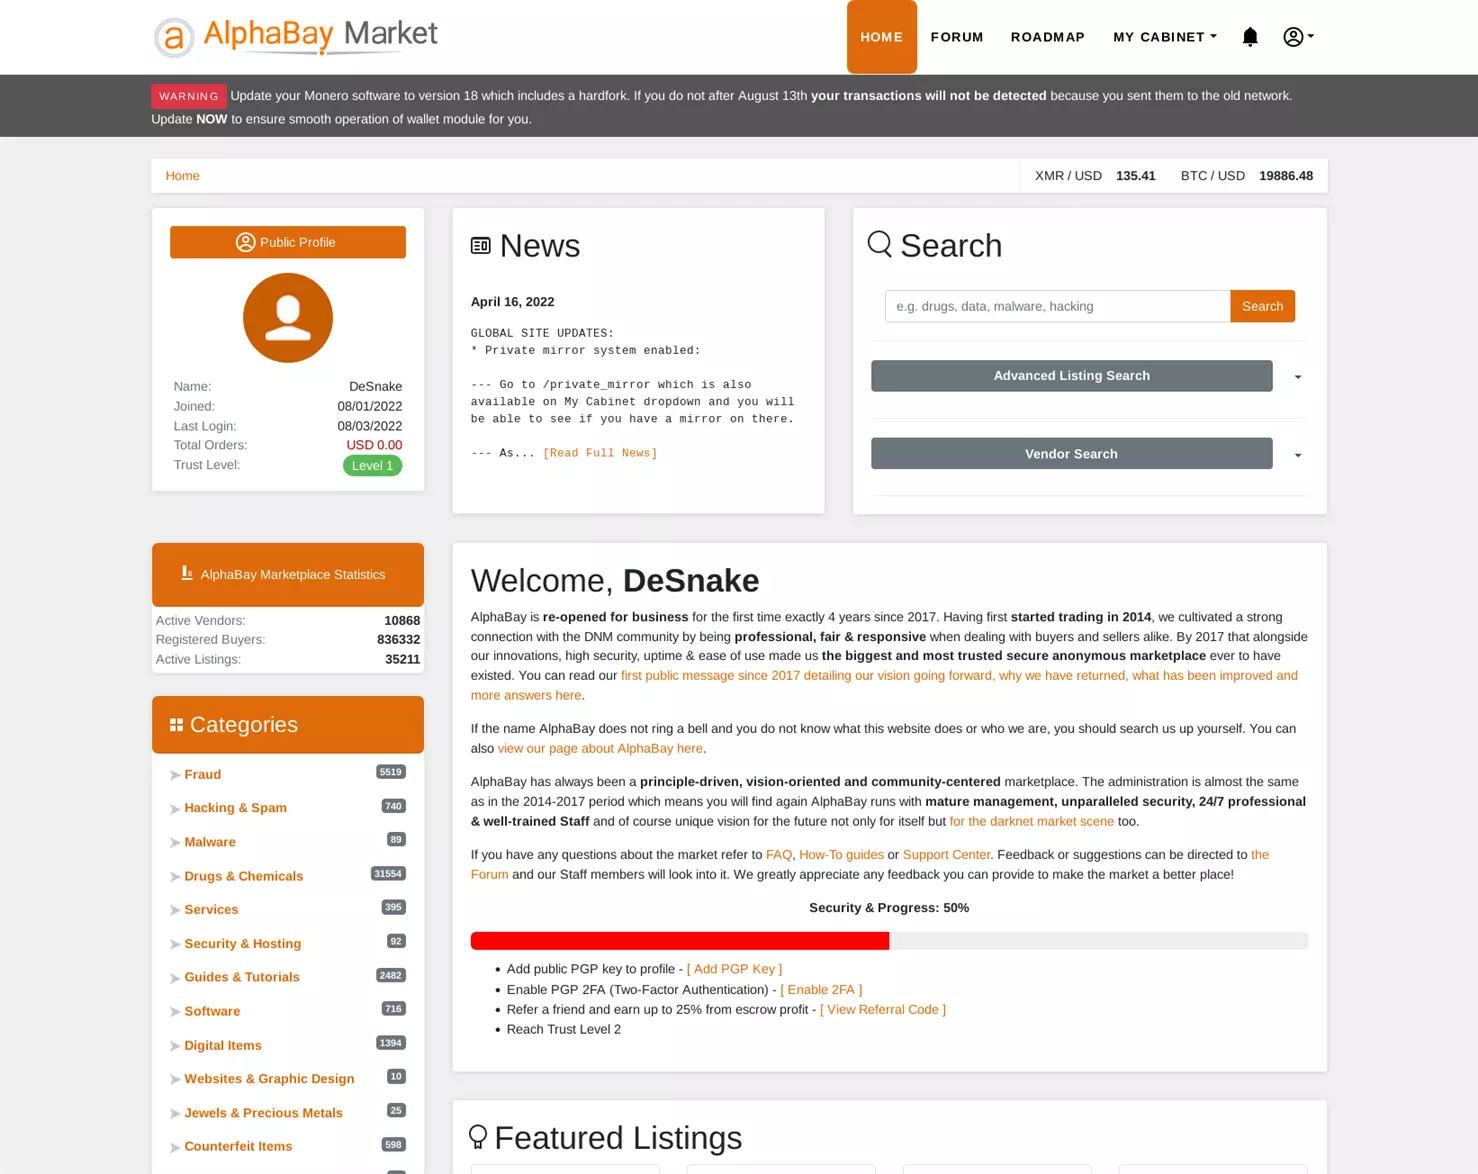 a AlphaBay Market
HOME FORUM ROADMAP MY CABINET
WARNING Update your Monero software to version 18 which includes a hardfork. If you do not after August 13th your transactions will not be detected because you sent them to the old network.
Update NOW to ensure smooth operation of wallet module for you.
Home XMR / USD 135.41 BTC / USD 19886.48
Public Profile
Name: DeSnake
Joined: 08/01/2022
Last Login: 08/03/2022
Total Orders: USD 0.00
Trust Level: Level 1
News
April 16, 2022
GLOBAL SITE UPDATES:
* Private mirror system enabled:
--- Go to /private_mirror which is also
available on My Cabinet dropdown and you will
be able to see if you have a mirror on there.
--- As... [Read Full News]
Search
e.g. drugs, data, malware, hacking Search
Advanced Listing Search
Vendor Search
AlphaBay Marketplace Statistics
Active Vendors: 10868
Registered Buyers: 836332
Active Listings: 35211
Categories
Fraud 5519
Hacking & Spam 740
Malware 89
Drugs & Chemicals 31554
Services 395
Security & Hosting 92
Guides & Tutorials 2482
Software 716
Digital Items 1394
Websites & Graphic Design 10
Jewels & Precious Metals 25
Counterfeit Items 598
Welcome, DeSnake
AlphaBay is re-opened for business for the first time exactly 4 years since 2017. Having first started trading in 2014, we cultivated a strong
connection with the DNM community by being professional, fair & responsive when dealing with buyers and sellers alike. By 2017 that alongside
our innovations, high security, uptime & ease of use made us the biggest and most trusted secure anonymous marketplace ever to have
existed. You can read our first public message since 2017 detailing our vision going forward, why we have returned, what has been improved and
more answers here.
If the name AlphaBay does not ring a bell and you do not know what this website does or who we are, you should search us up yourself. You can
also view our page about AlphaBay here.
AlphaBay has always been a principle-driven, vision-oriented and community-centered marketplace. The administration is almost the same
as in the 2014-2017 period which means you will find again AlphaBay runs with mature management, unparalleled security, 24/7 professional
& well-trained Staff and of course unique vision for the future not only for itself but for the darknet market scene too.
If you have any questions about the market refer to FAQ, How-To guides or Support Center. Feedback or suggestions can be directed to the
Forum and our Staff members will look into it. We greatly appreciate any feedback you can provide to make the market a better place!
Security & Progress: 50%
• Add public PGP key to profile - [ Add PGP Key ]
• Enable PGP 2FA (Two-Factor Authentication) - [ Enable 2FA ]
• Refer a friend and earn up to 25% from escrow profit - [ View Referral Code ]
• Reach Trust Level 2
Featured Listings